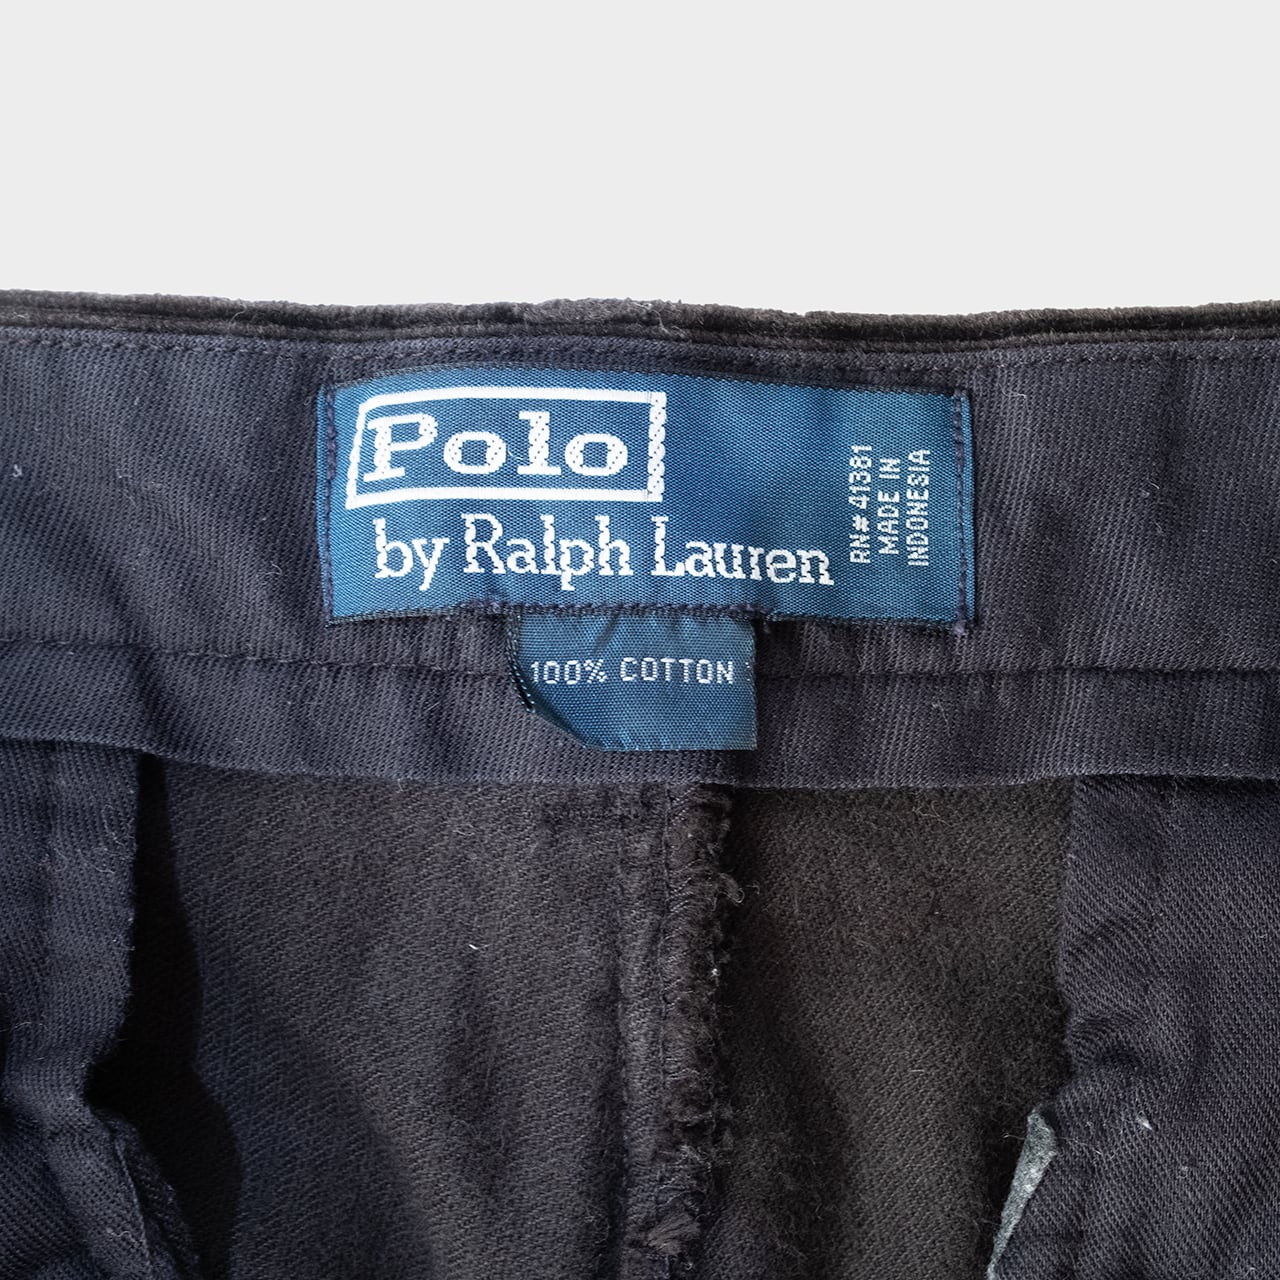 Polo
by Ralph Lauren
RN# 41381
MADE IN
INDONESIA
100% COTTON